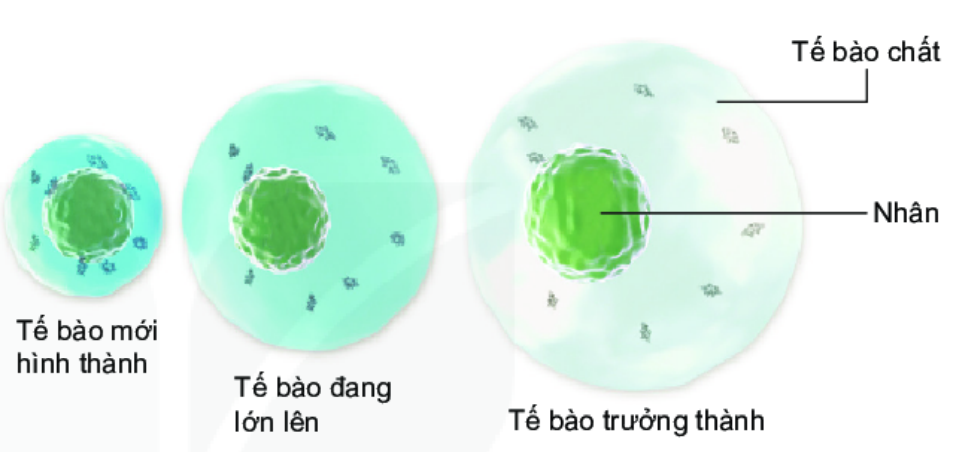 Tế bào chất
Nhân
Tế bào mới
hình thành
Tế bào đang
lớn lên
Tế bào trưởng thành